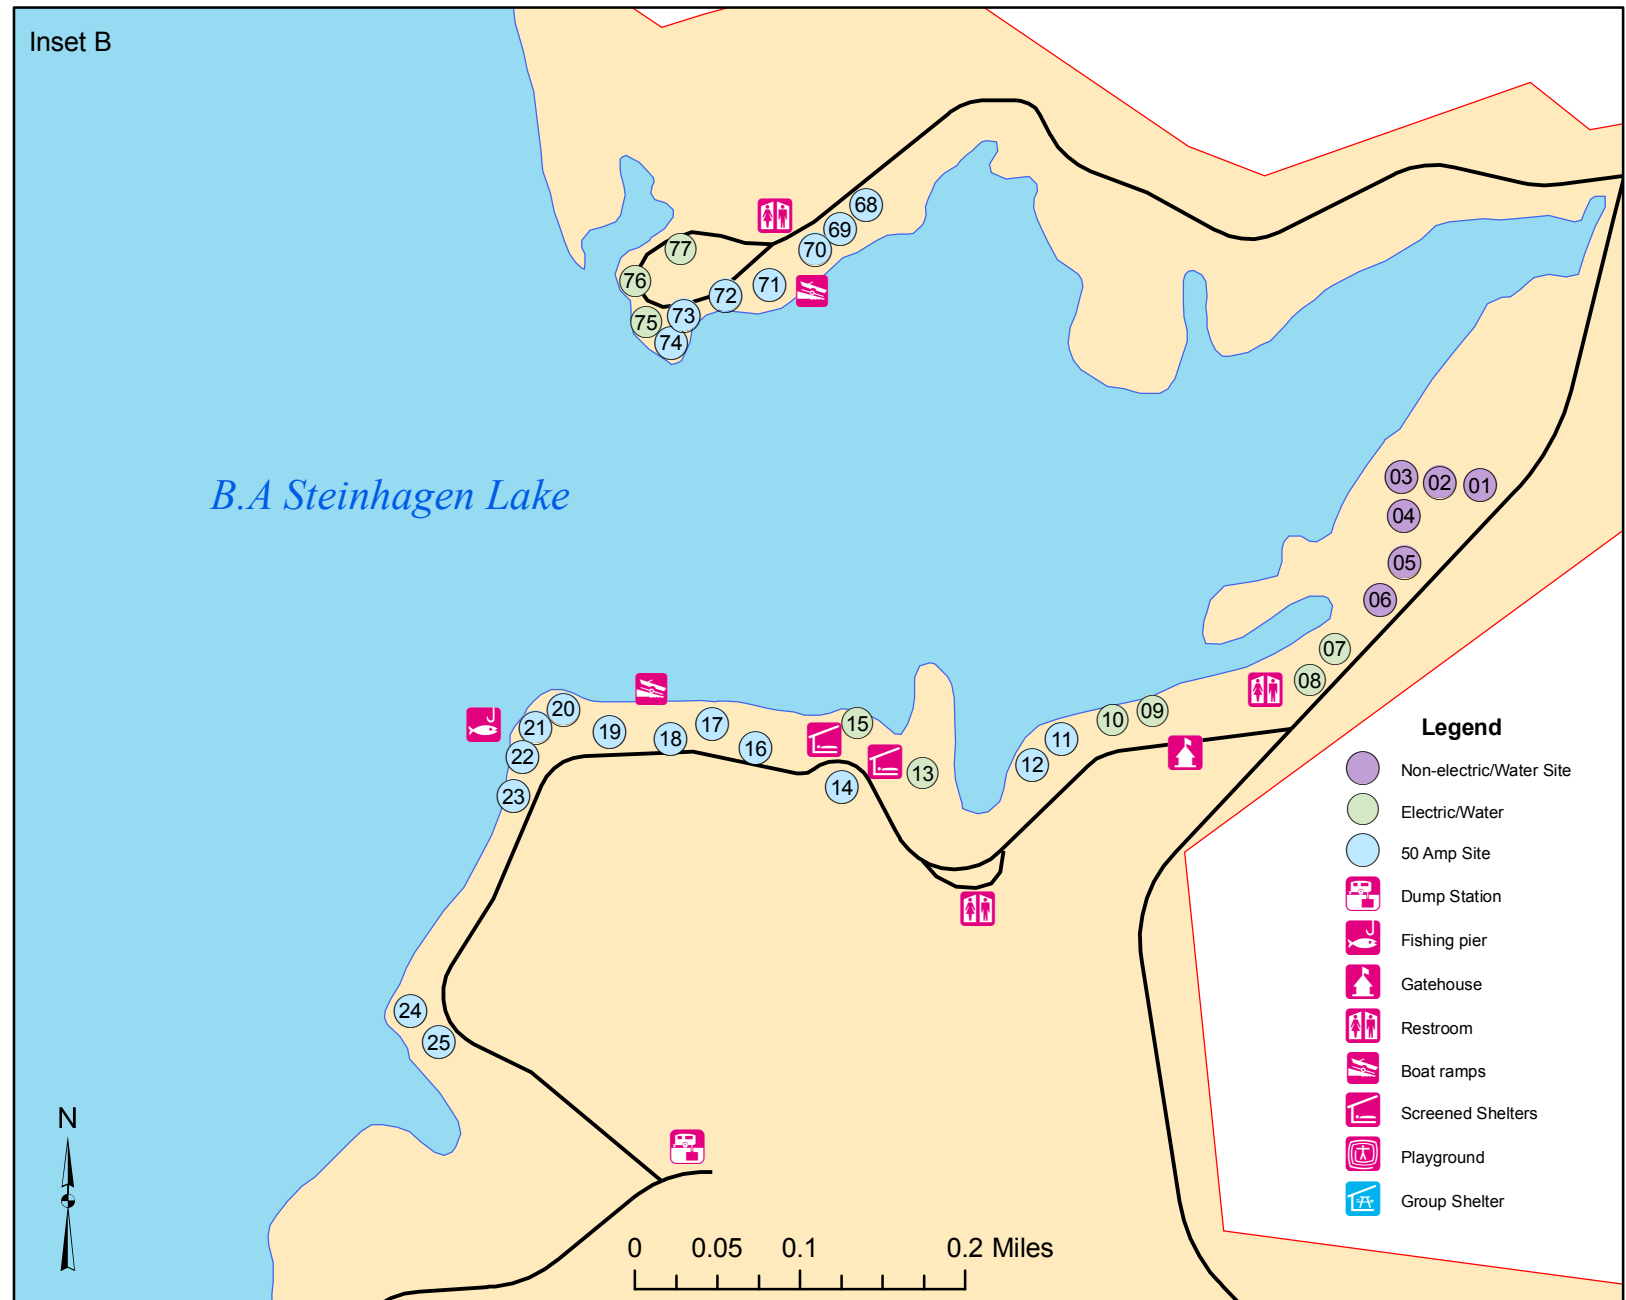 Inset B
68
69
77
70
76
71
72
73
75
74
B.A Steinhagen Lake
03
02
01
04
05
06
07
08
20
09
15
10
17
21
19
11
18
16
22
12
13
14
23
24
25
Legend
Non-electric/Water Site
Electric/Water
50 Amp Site
Dump Station
Fishing pier
Gatehouse
Restroom
Boat ramps
Screened Shelters
Playground
Group Shelter
N
0 0.05 0.1 0.2 Miles